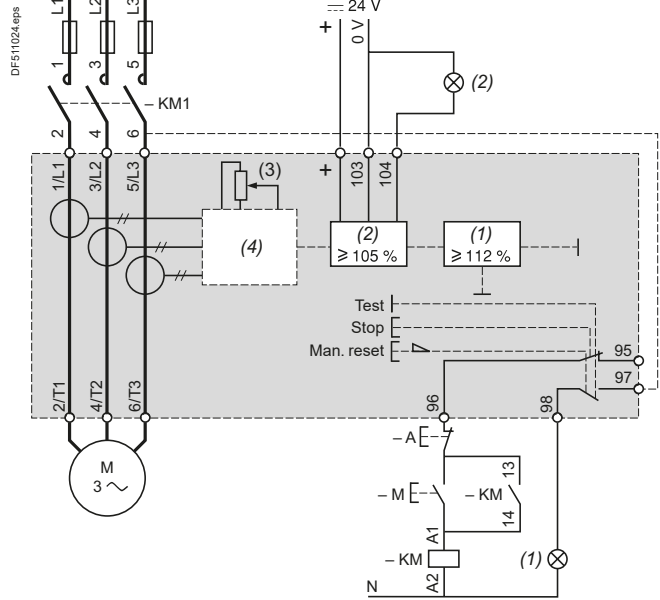 DF511024.eps
L1 L2 L3
24 V
+ 0 V
(2)
1 3 5
– KM1
2 4 6
1/L1 3/L2 5/L3
+ 103 104
(3)
(4)
(2)
⩾ 105 %
(1)
⩾ 112 %
Test
Stop
Man. reset
95
97
2/T1 4/T2 6/T3
96 98
– A
M
3
– M
– KM
13
14
A1
– KM
A2
(1)
N